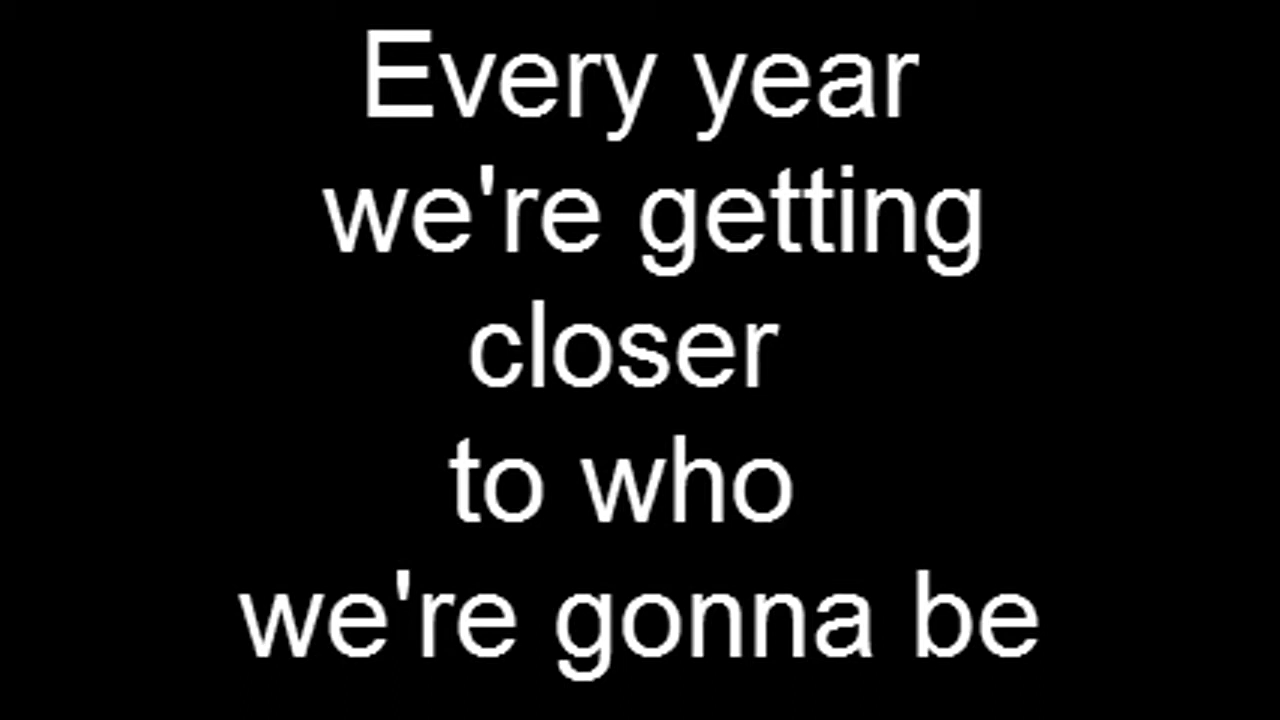 Every year
we're getting
closer
to who
we're gonna be